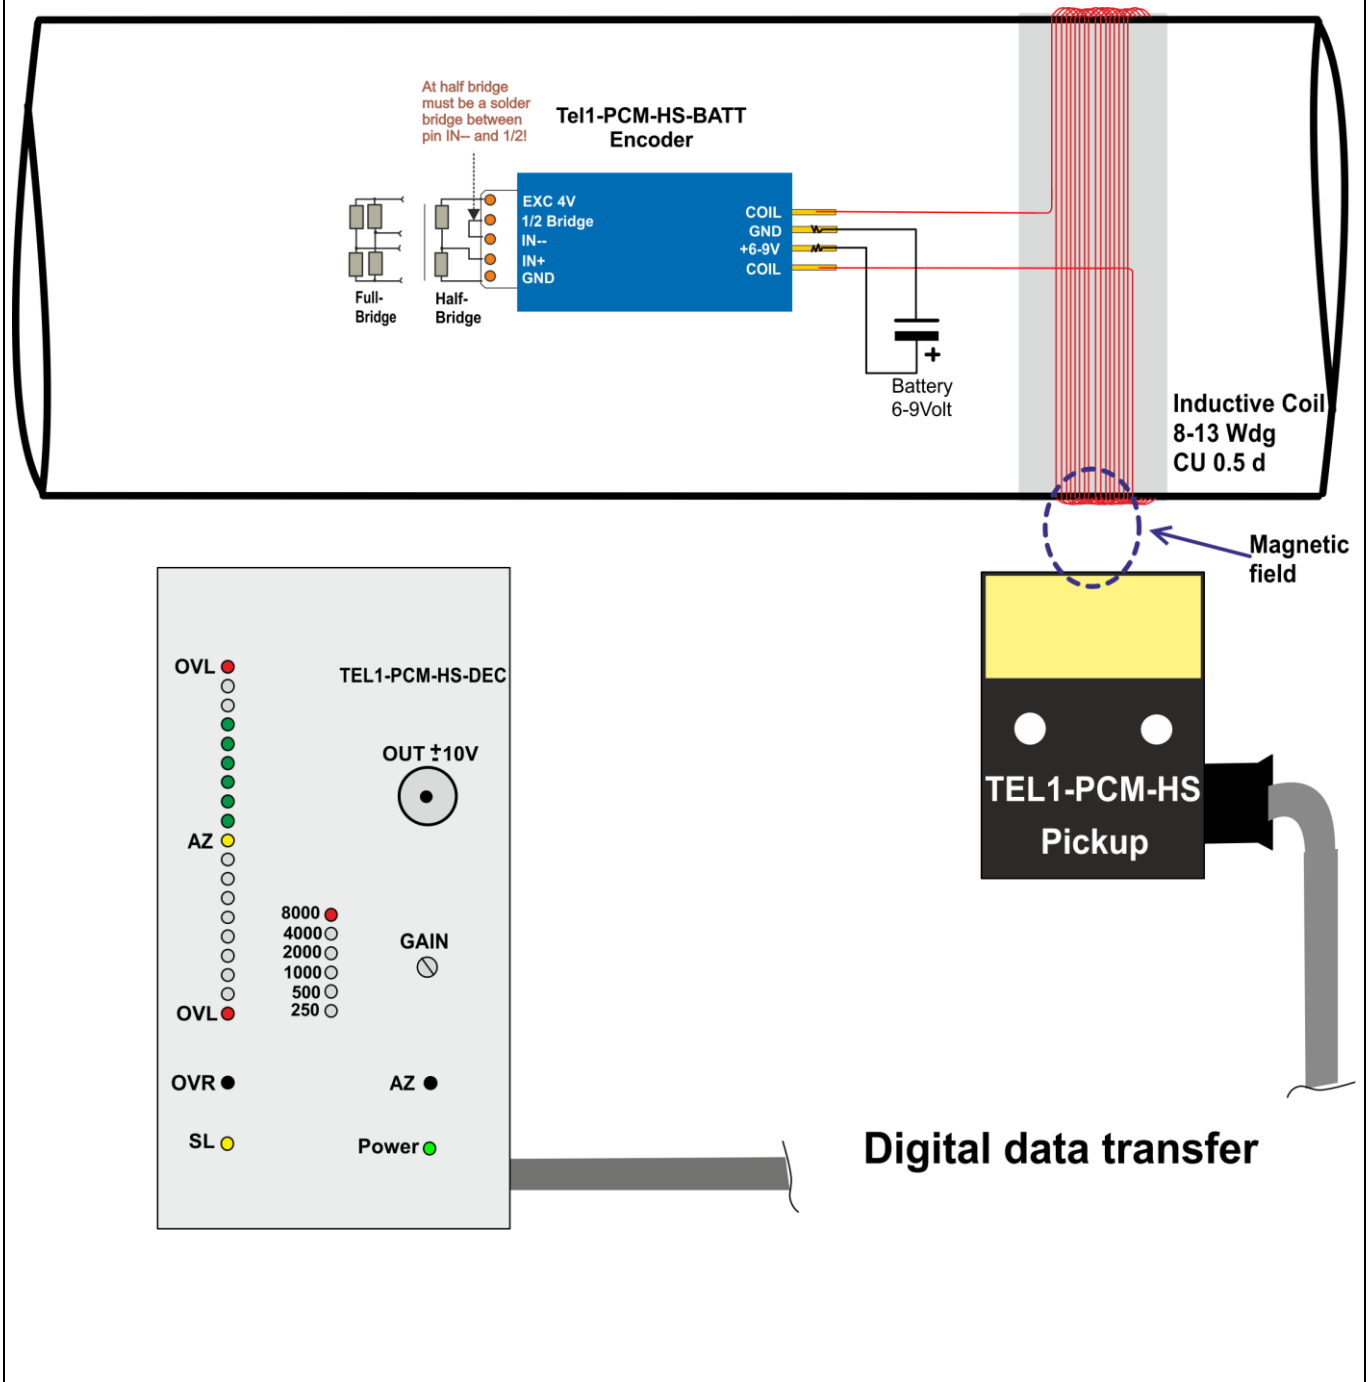 At half bridge
must be a solder
bridge between
pin IN-- and 1/2!
Tel1-PCM-HS-BATT
Encoder
EXC 4V
1/2 Bridge
IN--
IN+
GND
COIL
GND
+6-9V
COIL
Full-
Bridge
Half-
Bridge
+
Battery
6-9Volt
Inductive Coil
8-13 Wdg
CU 0.5 d
Magnetic
field
TEL1-PCM-HS
Pickup
TEL1-PCM-HS-DEC
OVL
OUT ±10V
AZ
8000
4000
2000
1000
500
250
GAIN
OVL
OVR
AZ
SL
Power
Digital data transfer